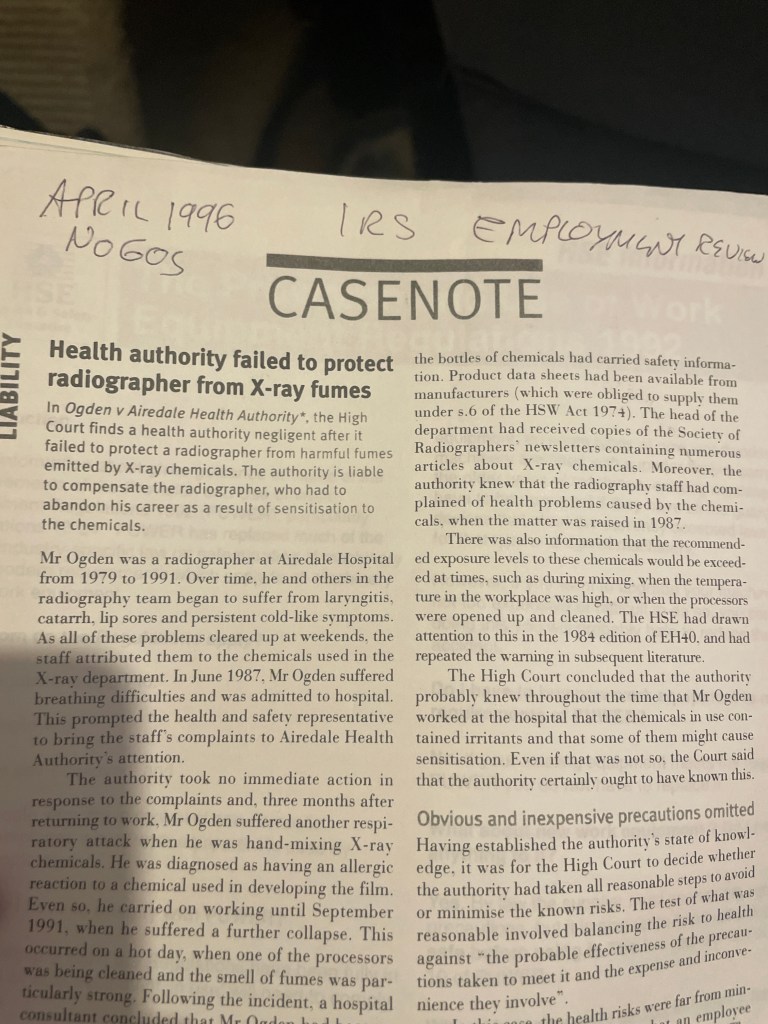 APRIL 1996 IRS EMPLOYMENT REVIEW
NOGOS
CASENOTE
LIABILITY
Health authority failed to protect
radiographer from X-ray fumes
In Ogden v Airedale Health Authority*, the High
Court finds a health authority negligent after it
failed to protect a radiographer from harmful fumes
emitted by X-ray chemicals. The authority is liable
to compensate the radiographer, who had to
abandon his career as a result of sensitisation to
the chemicals.
Mr Ogden was a radiographer at Airedale Hospital
from 1979 to 1991. Over time, he and others in the
radiography team began to suffer from laryngitis,
catarrh, lip sores and persistent cold-like symptoms.
As all of these problems cleared up at weekends, the
staff attributed them to the chemicals used in the
X-ray department. In June 1987, Mr Ogden suffered
breathing difficulties and was admitted to hospital.
This prompted the health and safety representative
to bring the staff's complaints to Airedale Health
Authority's attention.
The authority took no immediate action in
response to the complaints and, three months after
returning to work, Mr Ogden suffered another respi-
ratory attack when he was hand-mixing X-ray
chemicals. He was diagnosed as having an allergic
reaction to a chemical used in developing the film.
Even so, he carried on working until September
1991, when he suffered a further collapse. This
occurred on a hot day, when one of the processors
was being cleaned and the smell of fumes was par-
ticularly strong. Following the incident, a hospital
consultant concluded that Mr Ogden had
the bottles of chemicals had carried safety informa-
tion. Product data sheets had been available from
manufacturers (which were obliged to supply them
under s.6 of the HSW Act 1974). The head of the
department had received copies of the Society of
Radiographers' newsletters containing numerous
articles about X-ray chemicals. Moreover, the
authority knew that the radiography staff had com-
plained of health problems caused by the chemi-
cals, when the matter was raised in 1987.
There was also information that the recommend-
ed exposure levels to these chemicals would be exceed-
ed at times, such as during mixing, when the tempera-
ture in the workplace was high, or when the processors
were opened up and cleaned. The HSE had drawn
attention to this in the 1984 edition of EH40, and had
repeated the warning in subsequent literature.
The High Court concluded that the authority
probably knew throughout the time that Mr Ogden
worked at the hospital that the chemicals in use con-
tained irritants and that some of them might cause
sensitisation. Even if that was not so, the Court said
that the authority certainly ought to have known this.
Obvious and inexpensive precautions omitted
Having established the authority's state of knowl-
edge, it was for the High Court to decide whether
the authority had taken all reasonable steps to avoid
or minimise the known risks. The test of what was
reasonable involved balancing the risk to health
against "the probable effectiveness of the precau-
tions taken to meet it and the expense and inconve-
nience they involve".
the health risks were far from min-
an employee